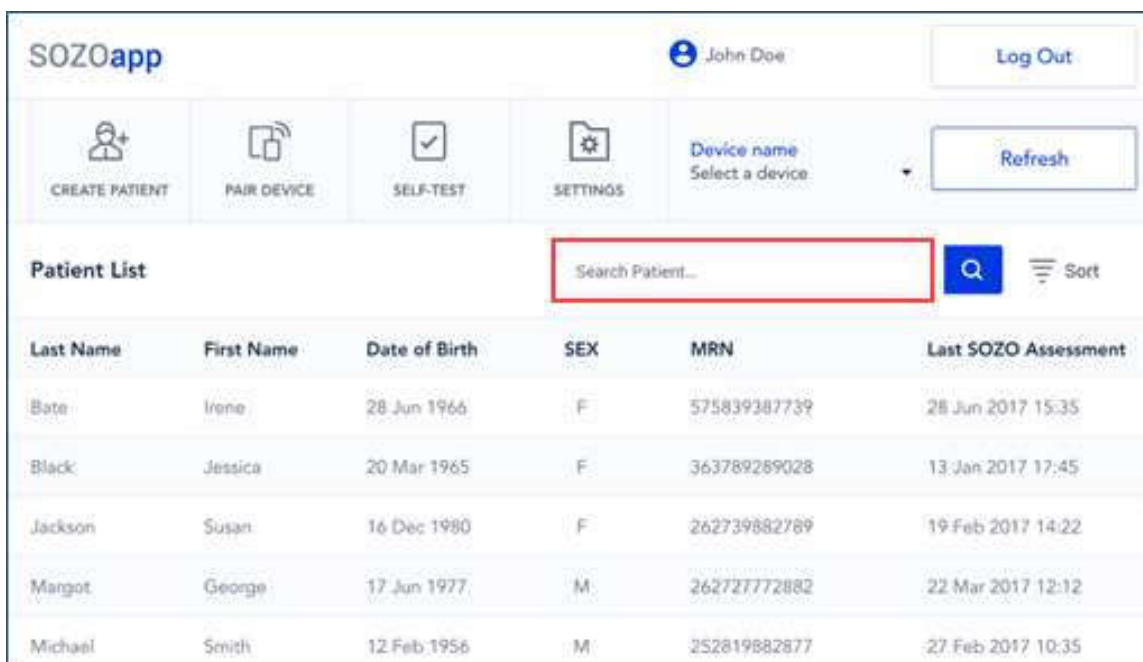 SOZOapp
John Doe
Log Out
CREATE PATIENT
PAIR DEVICE
SELF-TEST
SETTINGS
Device name
Select a device
Refresh
Patient List
Search Patient...
Sort
Last Name First Name Date of Birth SEX MRN Last SOZO Assessment
Bate Irene 28 Jun 1966 F 575839387739 28 Jun 2017 15:35
Black Jessica 20 Mar 1965 F 363789289028 13 Jan 2017 17:45
Jackson Susan 16 Dec 1980 F 262739882789 19 Feb 2017 14:22
Margot George 17 Jun 1977 M 262727772882 22 Mar 2017 12:12
Michael Smith 12 Feb 1956 M 252819882877 27 Feb 2017 10:35